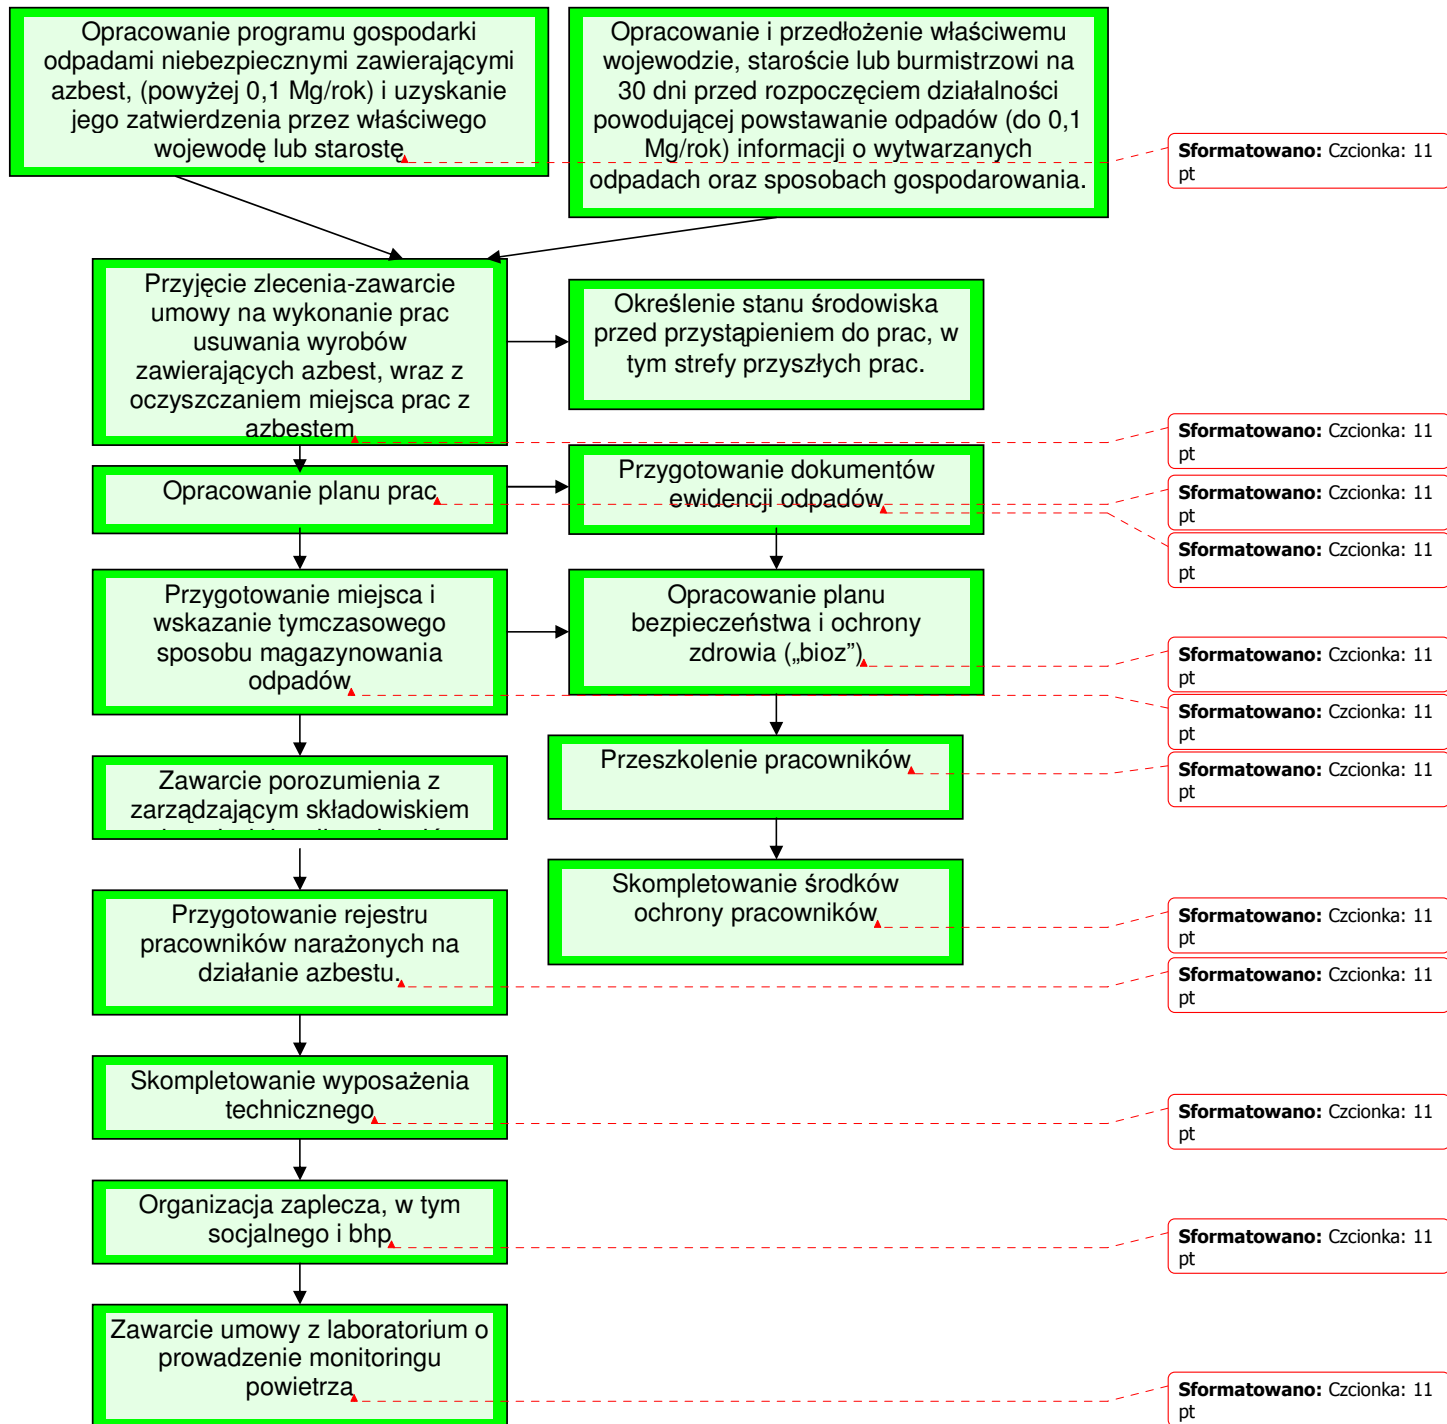 Opracowanie programu gospodarki
odpadami niebezpiecznymi zawierającymi
azbest, (powyżej 0,1 Mg/rok) i uzyskanie
jego zatwierdzenia przez właściwego
wojewodę lub starostę
Opracowanie i przedłożenie właściwemu
wojewodzie, staroście lub burmistrzowi na
30 dni przed rozpoczęciem działalności
powodującej powstawanie odpadów (do 0,1
Mg/rok) informacji o wytwarzanych
odpadach oraz sposobach gospodarowania.
Sformatowano: Czcionka: 11
pt
Przyjęcie zlecenia-zawarcie
umowy na wykonanie prac
usuwania wyrobów
zawierających azbest, wraz z
oczyszczaniem miejsca prac z
azbestem
Określenie stanu środowiska
przed przystąpieniem do prac, w
tym strefy przyszłych prac.
Sformatowano: Czcionka: 11
pt
Opracowanie planu prac
Przygotowanie dokumentów
ewidencji odpadów
Sformatowano: Czcionka: 11
pt
Sformatowano: Czcionka: 11
pt
Przygotowanie miejsca i
wskazanie tymczasowego
sposobu magazynowania
odpadów
Opracowanie planu
bezpieczeństwa i ochrony
zdrowia („bioz”)
Sformatowano: Czcionka: 11
pt
Sformatowano: Czcionka: 11
pt
Zawarcie porozumienia z
zarządzającym składowiskiem
Przeszkolenie pracowników
Sformatowano: Czcionka: 11
pt
Przygotowanie rejestru
pracowników narażonych na
działanie azbestu.
Skompletowanie środków
ochrony pracowników
Sformatowano: Czcionka: 11
pt
Sformatowano: Czcionka: 11
pt
Skompletowanie wyposażenia
technicznego
Sformatowano: Czcionka: 11
pt
Organizacja zaplecza, w tym
socjalnego i bhp
Sformatowano: Czcionka: 11
pt
Zawarcie umowy z laboratorium o
prowadzenie monitoringu
powietrza
Sformatowano: Czcionka: 11
pt